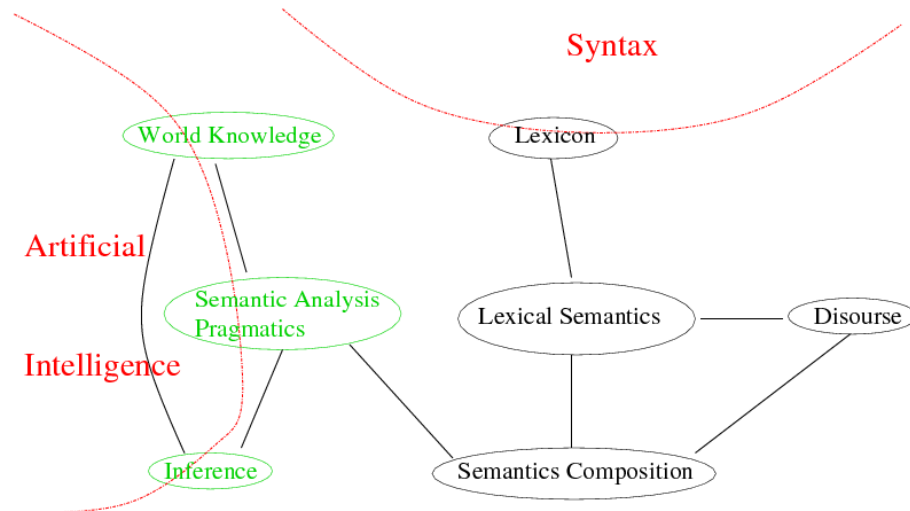 Syntax
World Knowledge
Lexicon
Artificial
Semantic Analysis
Pragmatics
Lexical Semantics
Disourse
Intelligence
Inference
Semantics Composition